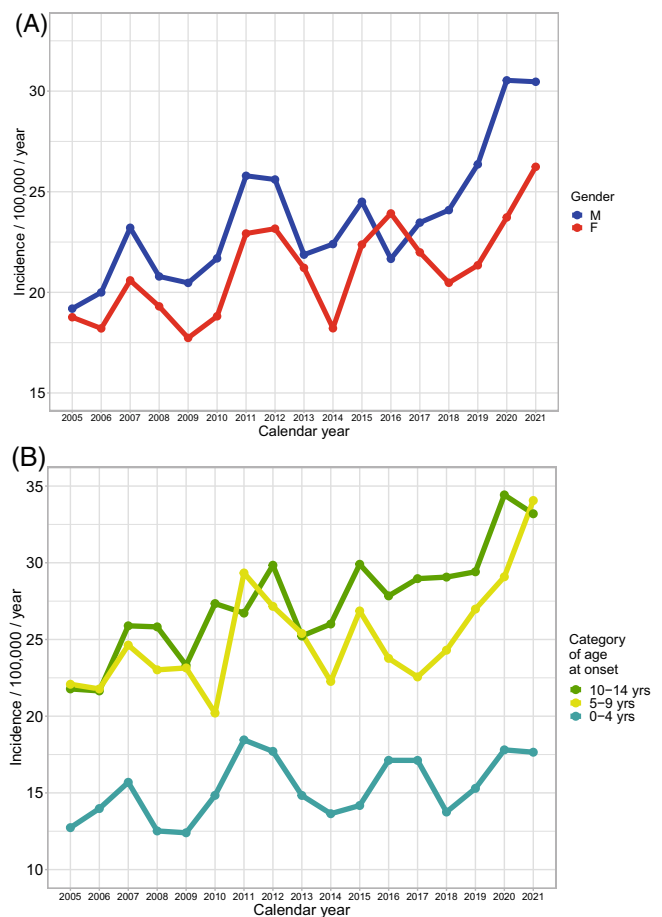 (A)
Incidence / 100,000 / year
30
25
20
15
2005 2006 2007 2008 2009 2010 2011 2012 2013 2014 2015 2016 2017 2018 2019 2020 2021
Calendar year
Gender
M
F
(B)
Incidence / 100,000 / year
35
30
25
20
15
10
2005 2006 2007 2008 2009 2010 2011 2012 2013 2014 2015 2016 2017 2018 2019 2020 2021
Calendar year
Category
of age
at onset
10−14 yrs
5−9 yrs
0−4 yrs